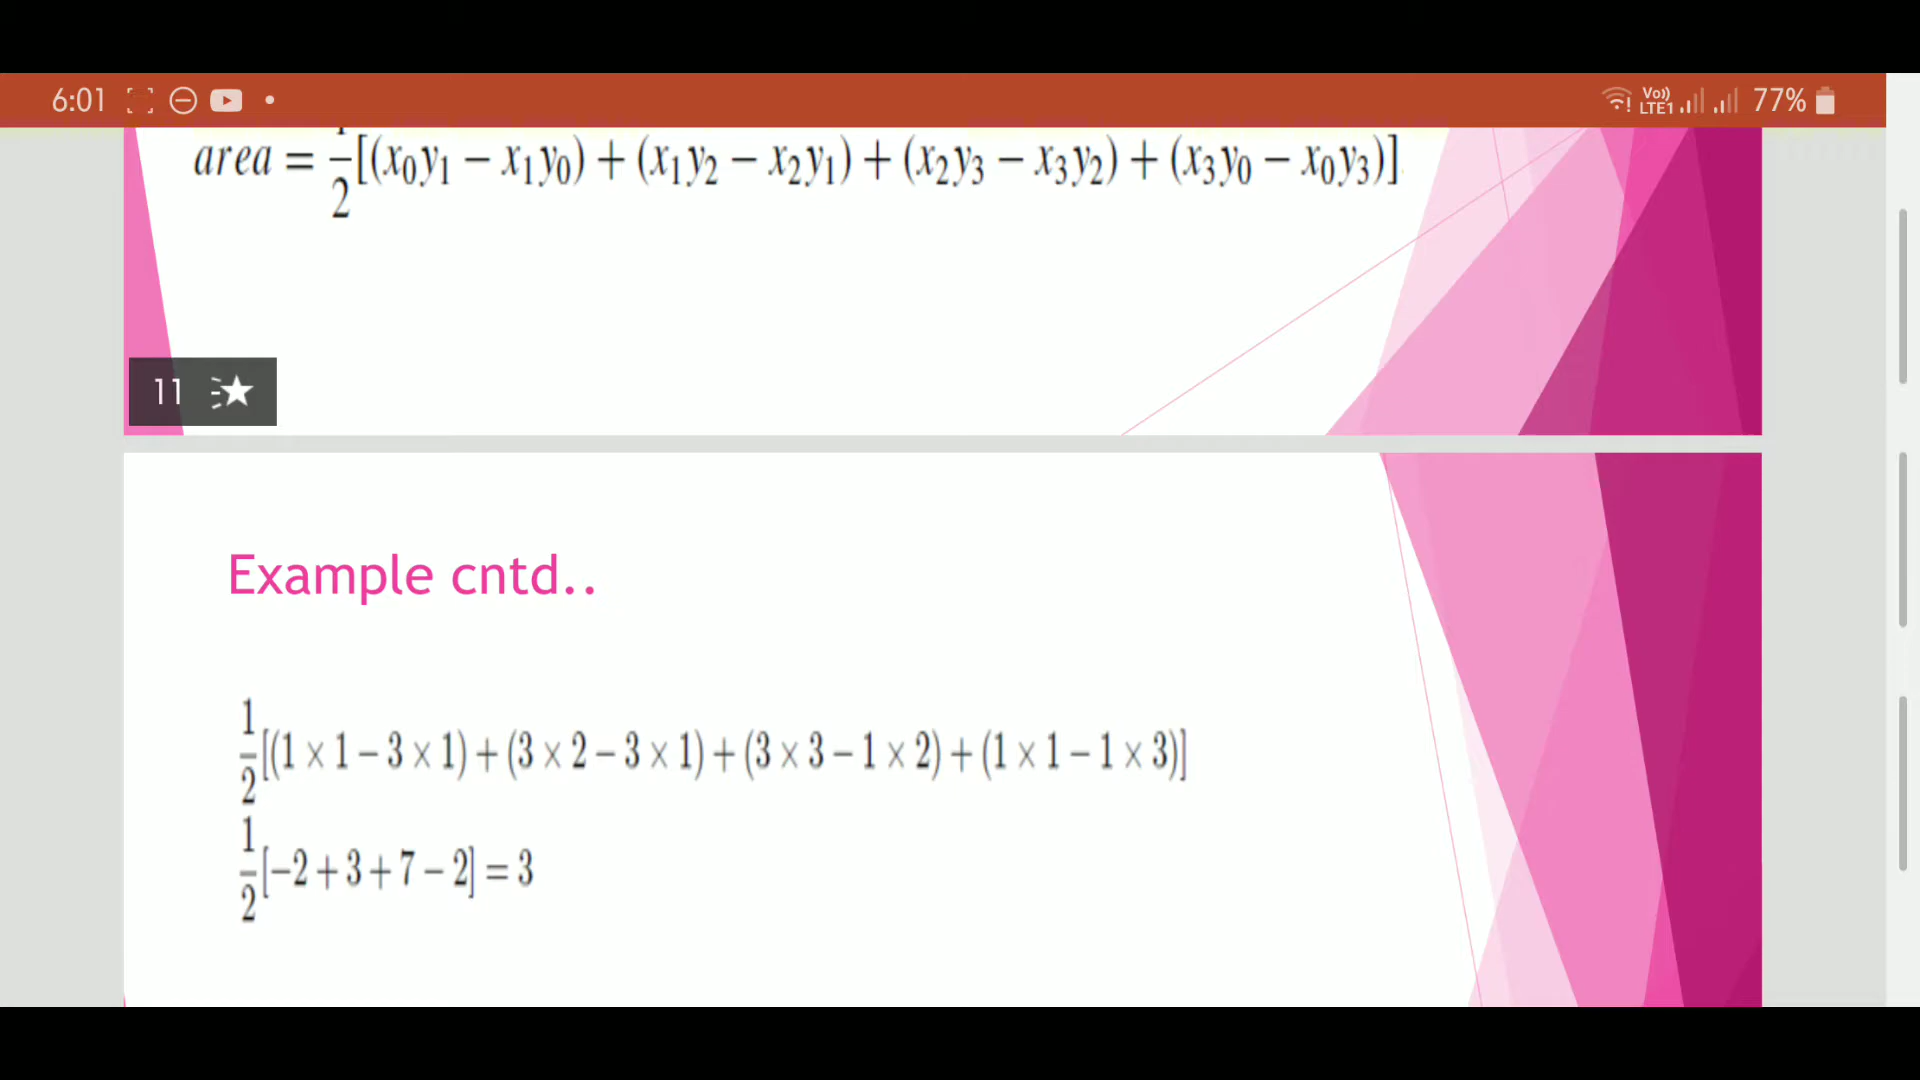 6:01 Vo)) LTE1 77%
area = 1/2[(x₀y₁ − x₁y₀) + (x₁y₂ − x₂y₁) + (x₂y₃ − x₃y₂) + (x₃y₀ − x₀y₃)]
11
Example cntd..
1/2[(1 × 1 − 3 × 1) + (3 × 2 − 3 × 1) + (3 × 3 − 1 × 2) + (1 × 1 − 1 × 3)]
1/2[−2 + 3 + 7 − 2] = 3